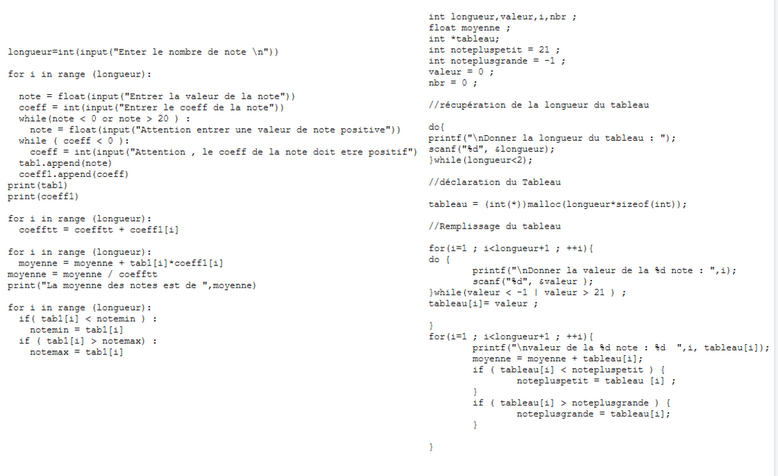 longueur=int(input("Enter le nombre de note \n"))
for i in range (longueur):
note = float(input("Entrer la valeur de la note"))
coeff = int(input("Entrer le coeff de la note"))
while(note < 0 or note > 20 ) :
note = float(input("Attention entrer une valeur de note positive"))
while ( coeff < 0 ):
coeff = int(input("Attention , le coeff de la note doit etre positif")
tab1.append(note)
coeff1.append(coeff)
print(tab1)
print(coeff1)
for i in range (longueur):
coefftt = coefftt + coeff1[i]
for i in range (longueur):
moyenne = moyenne + tab1[i]*coeff1[i]
moyenne = moyenne / coefftt
print("La moyenne des notes est de ",moyenne)
for i in range (longueur):
if( tab1[i] < notemin ) :
notemin = tab1[i]
if ( tab1[i] > notemax) :
notemax = tab1[i]
int longueur,valeur,i,nbr ;
float moyenne ;
int *tableau;
int notepluspetit = 21 ;
int noteplusgrande = -1 ;
valeur = 0 ;
nbr = 0 ;
//récupération de la longueur du tableau
do{
printf("\nDonner la longueur du tableau : ");
scanf("%d", &longueur);
}while(longueur<2);
//déclaration du Tableau
tableau = (int(*))malloc(longueur*sizeof(int));
//Remplissage du tableau
for(i=1 ; i<longueur+1 ; ++i){
do {
printf("\nDonner la valeur de la %d note : ",i);
scanf("%d", &valeur );
}while(valeur < -1 | valeur > 21 ) ;
tableau[i]= valeur ;
}
for(i=1 ; i<longueur+1 ; ++i){
printf("\nvaleur de la %d note : %d  ",i, tableau[i]);
moyenne = moyenne + tableau[i];
if ( tableau[i] < notepluspetit ) {
notepluspetit = tableau [i] ;
}
if ( tableau[i] > noteplusgrande ) {
noteplusgrande = tableau[i];
}
}